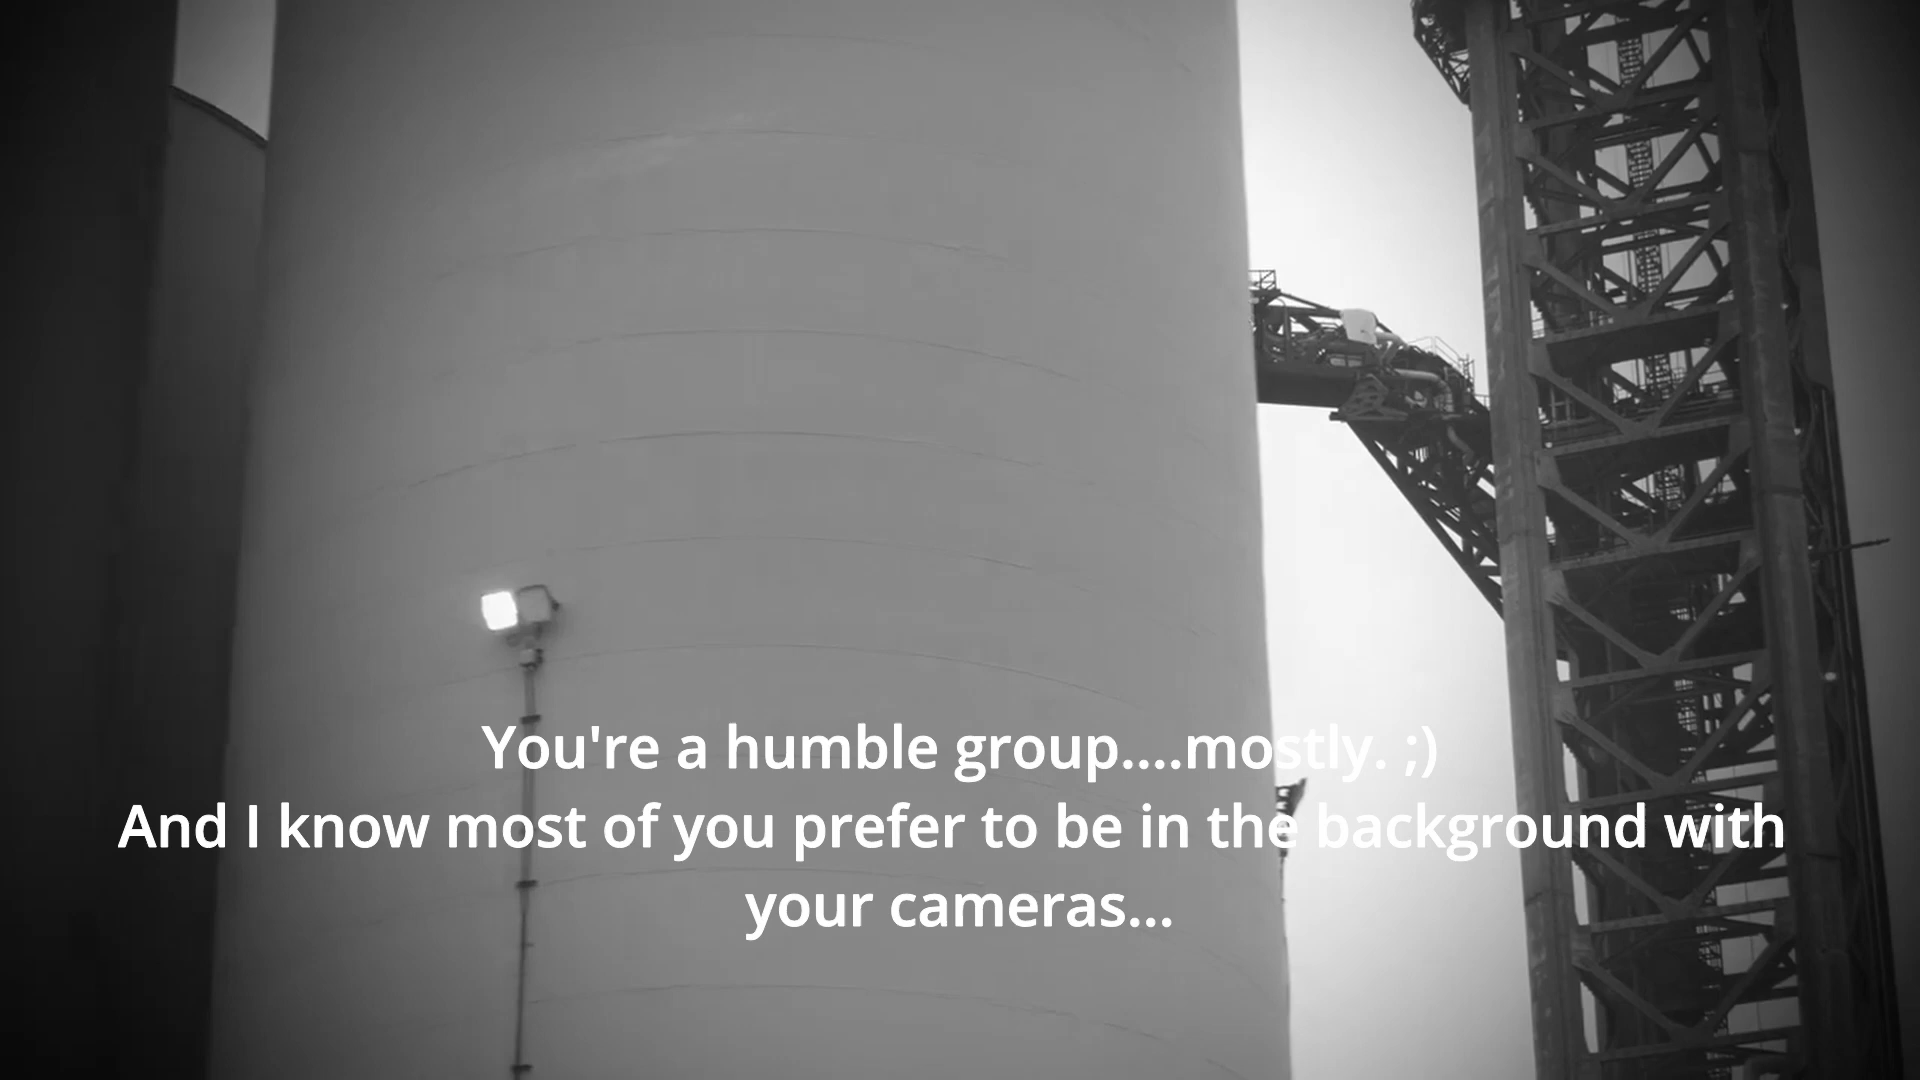 You're a humble group....mostly. ;)
And I know most of you prefer to be in the background with
your cameras...